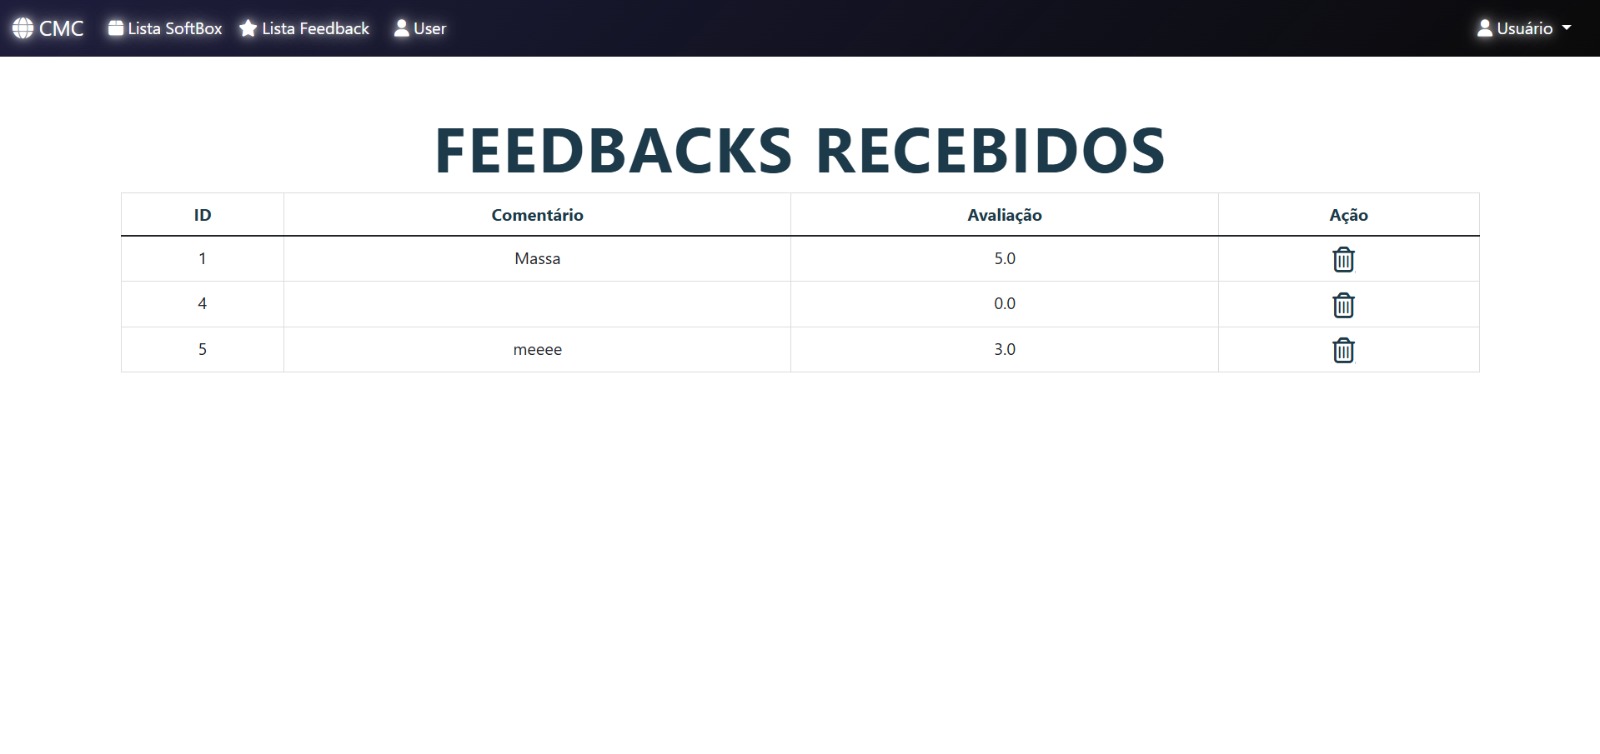 CMC Lista SoftBox Lista Feedback User Usuário
FEEDBACKS RECEBIDOS
ID Comentário Avaliação Ação
1 Massa 5.0
4 0.0
5 meeee 3.0